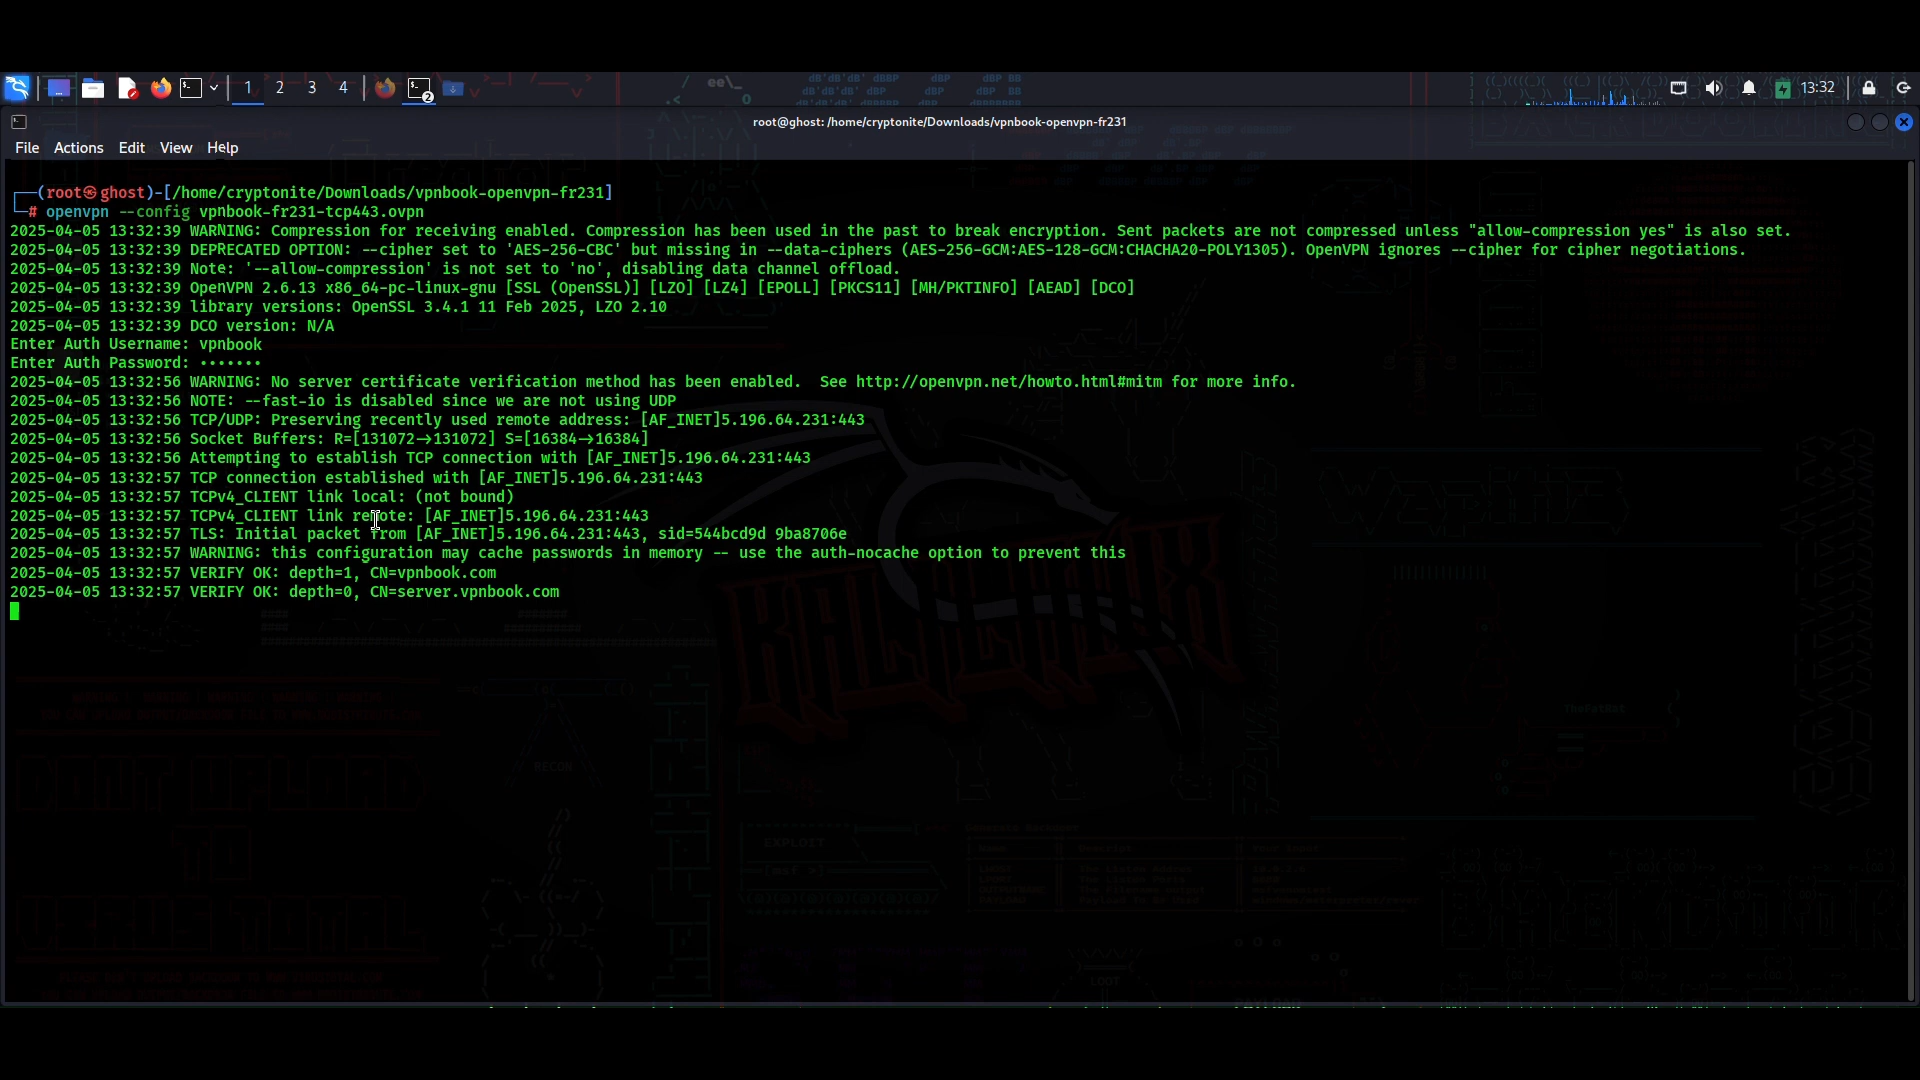 1 2 3 4 2 13:32
root@ghost: /home/cryptonite/Downloads/vpnbook-openvpn-fr231
File Actions Edit View Help
┌──(root㉿ghost)-[/home/cryptonite/Downloads/vpnbook-openvpn-fr231]
└─# openvpn --config vpnbook-fr231-tcp443.ovpn
2025-04-05 13:32:39 WARNING: Compression for receiving enabled. Compression has been used in the past to break encryption. Sent packets are not compressed unless "allow-compression yes" is also set.
2025-04-05 13:32:39 DEPRECATED OPTION: --cipher set to 'AES-256-CBC' but missing in --data-ciphers (AES-256-GCM:AES-128-GCM:CHACHA20-POLY1305). OpenVPN ignores --cipher for cipher negotiations.
2025-04-05 13:32:39 Note: '--allow-compression' is not set to 'no', disabling data channel offload.
2025-04-05 13:32:39 OpenVPN 2.6.13 x86_64-pc-linux-gnu [SSL (OpenSSL)] [LZO] [LZ4] [EPOLL] [PKCS11] [MH/PKTINFO] [AEAD] [DCO]
2025-04-05 13:32:39 library versions: OpenSSL 3.4.1 11 Feb 2025, LZO 2.10
2025-04-05 13:32:39 DCO version: N/A
Enter Auth Username: vpnbook
Enter Auth Password: •••••••
2025-04-05 13:32:56 WARNING: No server certificate verification method has been enabled.  See http://openvpn.net/howto.html#mitm for more info.
2025-04-05 13:32:56 NOTE: --fast-io is disabled since we are not using UDP
2025-04-05 13:32:56 TCP/UDP: Preserving recently used remote address: [AF_INET]5.196.64.231:443
2025-04-05 13:32:56 Socket Buffers: R=[131072→131072] S=[16384→16384]
2025-04-05 13:32:56 Attempting to establish TCP connection with [AF_INET]5.196.64.231:443
2025-04-05 13:32:57 TCP connection established with [AF_INET]5.196.64.231:443
2025-04-05 13:32:57 TCPv4_CLIENT link local: (not bound)
2025-04-05 13:32:57 TCPv4_CLIENT link remote: [AF_INET]5.196.64.231:443
2025-04-05 13:32:57 TLS: Initial packet from [AF_INET]5.196.64.231:443, sid=544bcd9d 9ba8706e
2025-04-05 13:32:57 WARNING: this configuration may cache passwords in memory -- use the auth-nocache option to prevent this
2025-04-05 13:32:57 VERIFY OK: depth=1, CN=vpnbook.com
2025-04-05 13:32:57 VERIFY OK: depth=0, CN=server.vpnbook.com
KALI LINUX
RECON
EXPLOIT
LOOT